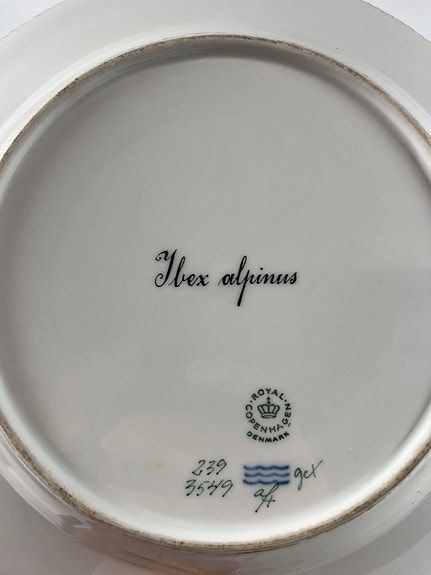 Ibex alpinus
ROYAL
COPENHAGEN
DENMARK
239
3549